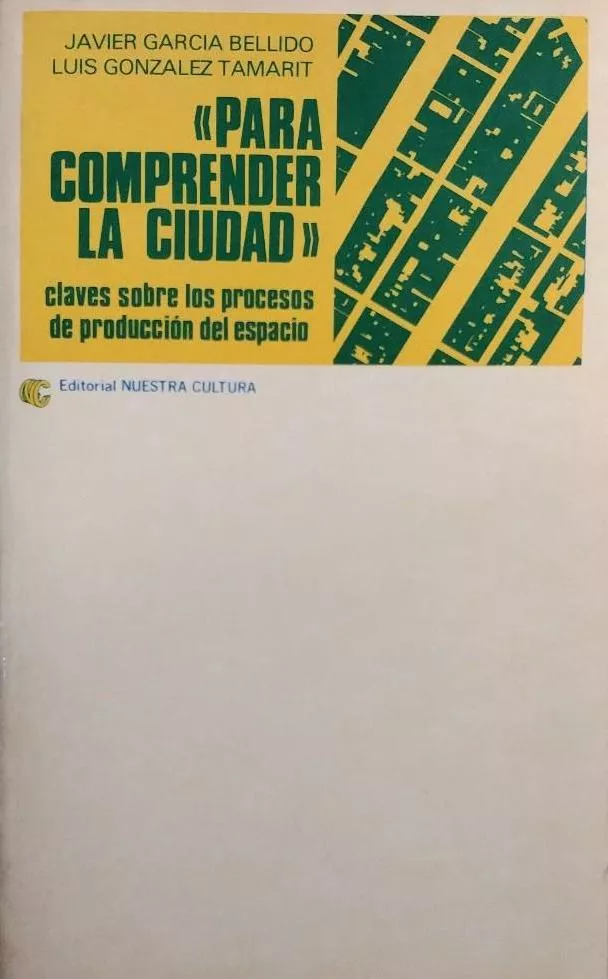 JAVIER GARCIA BELLIDO
LUIS GONZALEZ TAMARIT
«PARA
COMPRENDER
LA CIUDAD»
claves sobre los procesos
de producción del espacio
NC Editorial NUESTRA CULTURA